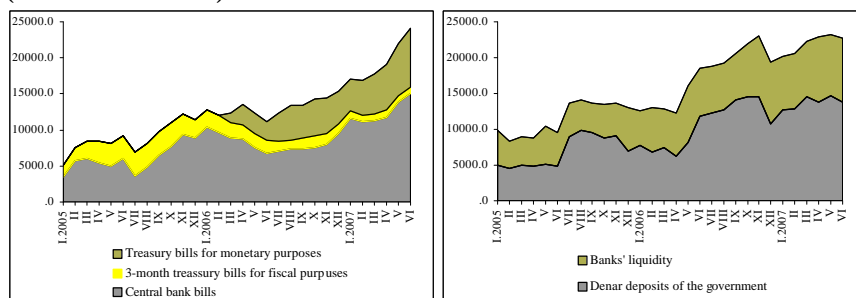 25000.0
20000.0
15000.0
10000.0
5000.0
.0
I.2005
II
III
IV
V
VI
VII
VIII
IX
X
XI
XII
I.2006
II
III
IV
V
VI
VII
VIII
IX
X
XI
XII
I.2007
II
III
IV
V
VI
Treasury bills for monetary purposes
3-month treasury bills for fiscal purpuses
Central bank bills
25000.0
20000.0
15000.0
10000.0
5000.0
.0
I.2005
II
III
IV
V
VI
VII
VIII
IX
X
XI
XII
I.2006
II
III
IV
V
VI
VII
VIII
IX
X
XI
XII
I.2007
II
III
IV
V
VI
Banks' liquidity
Denar deposits of the government